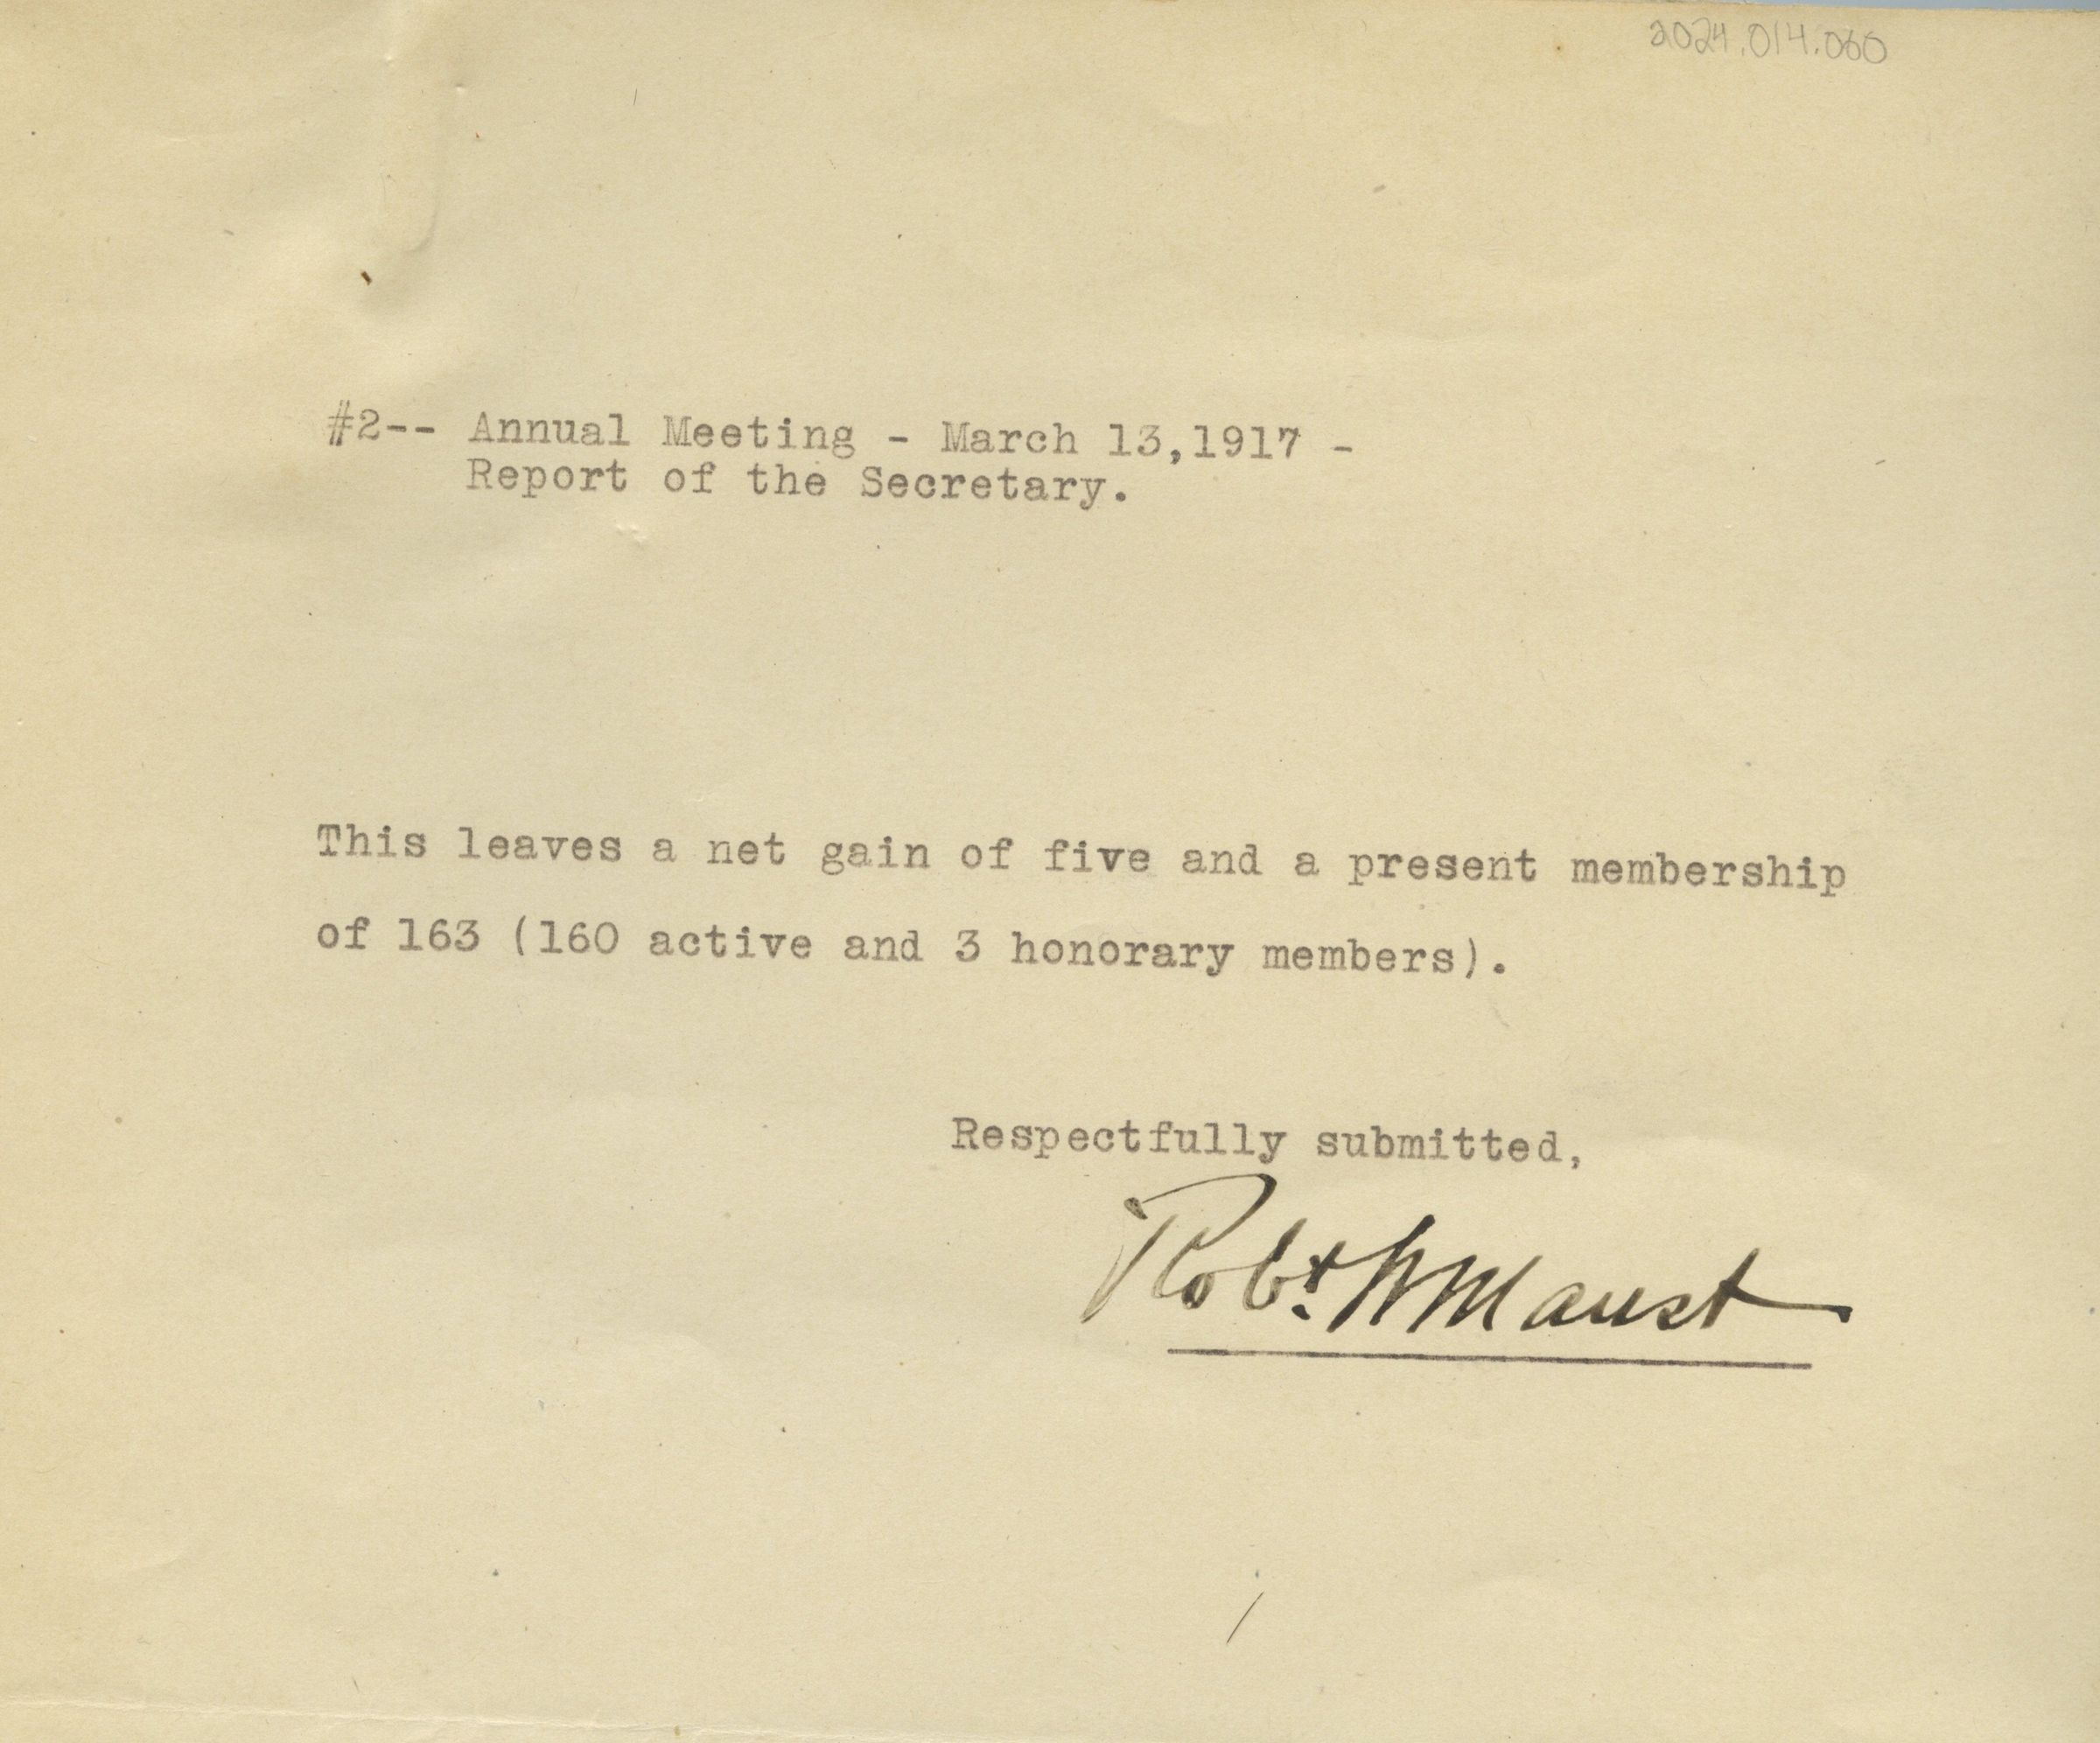 2024.014.060
#2-- Annual Meeting - March 13,1917 -
Report of the Secretary.
This leaves a net gain of five and a present membership
of 163 (160 active and 3 honorary members).
Respectfully submitted,
Robt. Maust